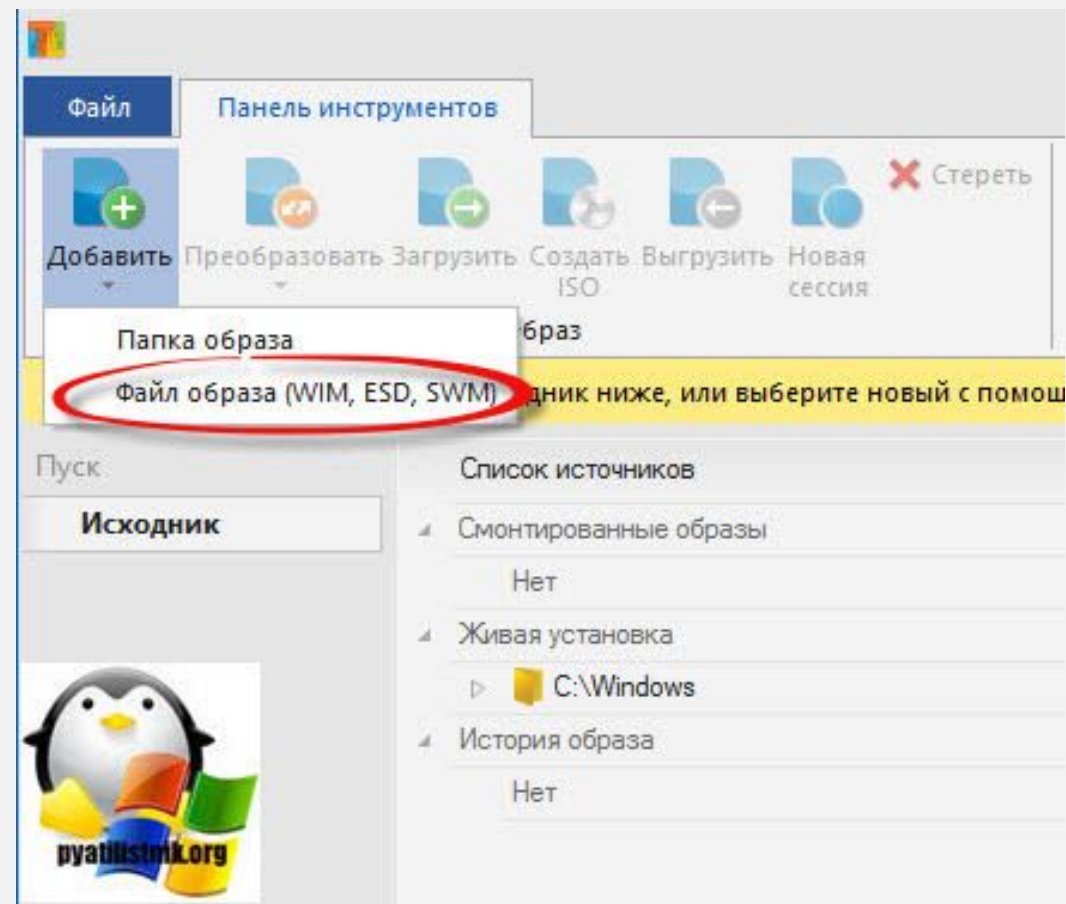 Файл Панель инструментов
Стереть
Добавить Преобразовать Загрузить Создать ISO Выгрузить Новая сессия
браз
Папка образа
Файл образа (WIM, ESD, SWM)
дник ниже, или выберите новый с помощ
Пуск
Исходник
Список источников
Смонтированные образы
Нет
Живая установка
C:\Windows
История образа
Нет
pyatilistnik.org